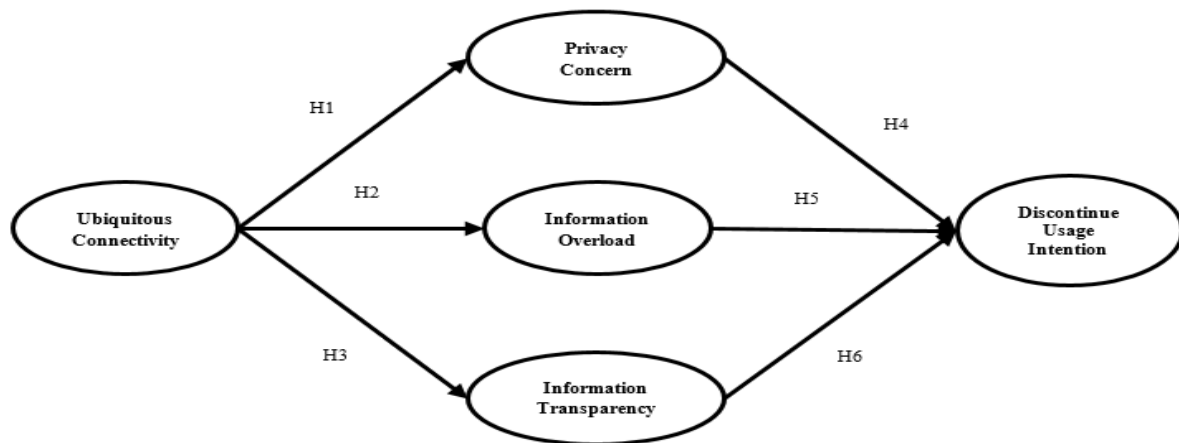 Privacy
Concern
H1
H4
H2
H5
Ubiquitous
Connectivity
Information
Overload
Discontinue
Usage
Intention
H3
H6
Information
Transparency